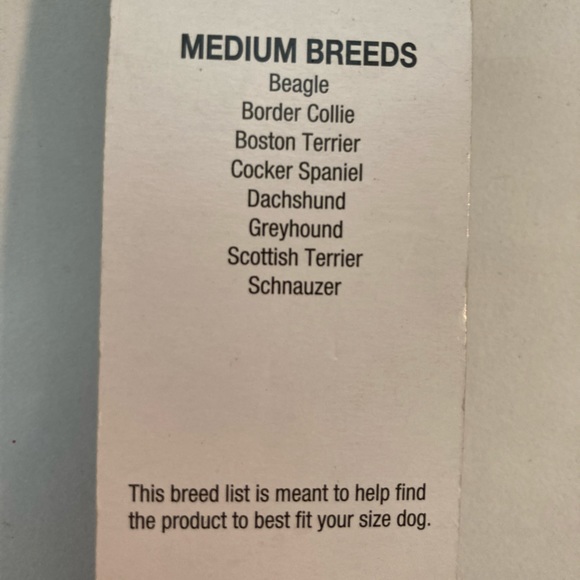 MEDIUM BREEDS
Beagle
Border Collie
Boston Terrier
Cocker Spaniel
Dachshund
Greyhound
Scottish Terrier
Schnauzer
This breed list is meant to help find
the product to best fit your size dog.